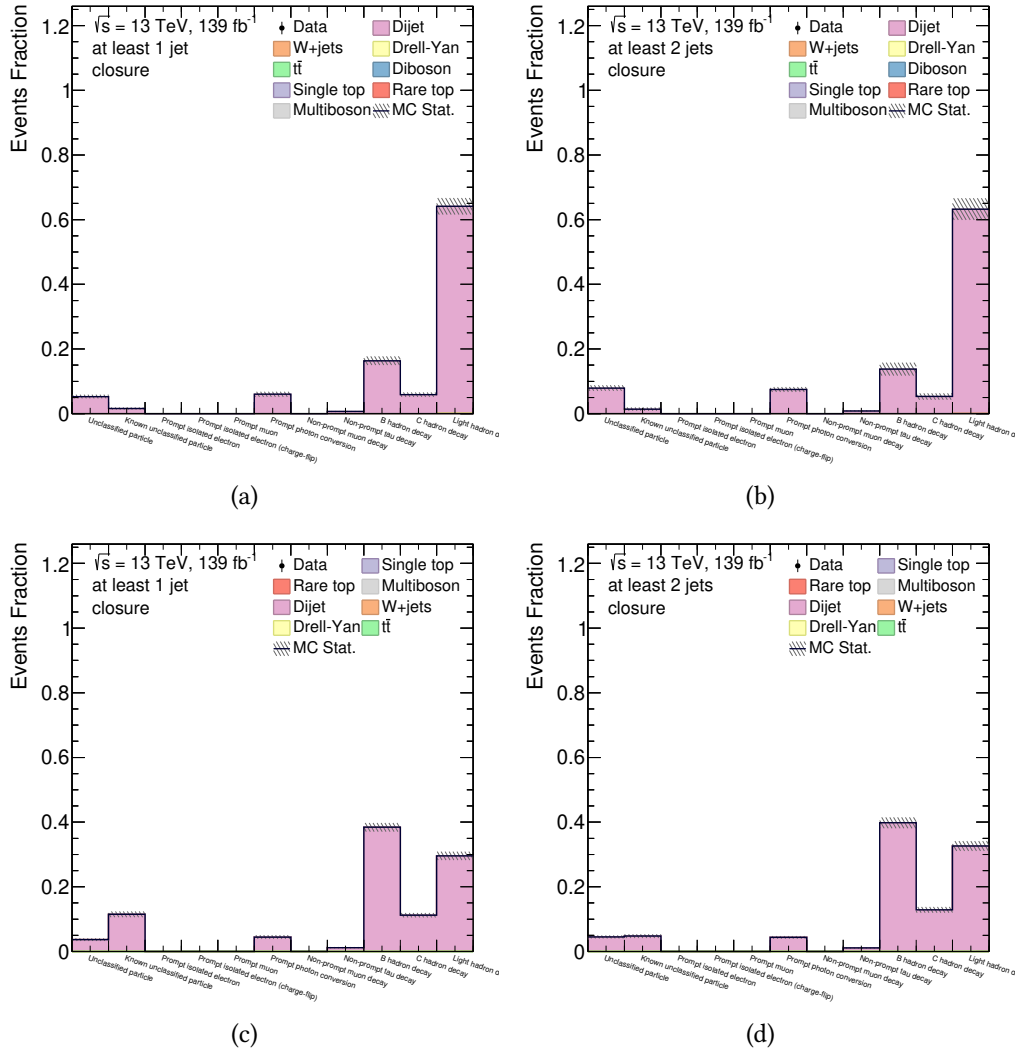 √s = 13 TeV, 139 fb⁻¹
at least 1 jet
closure
Data
W+jets
tt̄
Single top
Multiboson
Dijet
Drell-Yan
Diboson
Rare top
MC Stat.
Events Fraction
1.2
1
0.8
0.6
0.4
0.2
0
Unclassified particle
Known unclassified particle
Prompt isolated electron
Prompt isolated electron (charge-flip)
Prompt muon
Prompt photon conversion
Non-prompt muon decay
Non-prompt tau decay
B hadron decay
C hadron decay
Light hadron d
(a)
√s = 13 TeV, 139 fb⁻¹
at least 2 jets
closure
Data
W+jets
tt̄
Single top
Multiboson
Dijet
Drell-Yan
Diboson
Rare top
MC Stat.
Events Fraction
1.2
1
0.8
0.6
0.4
0.2
0
Unclassified particle
Known unclassified particle
Prompt isolated electron
Prompt isolated electron (charge-flip)
Prompt muon
Prompt photon conversion
Non-prompt muon decay
Non-prompt tau decay
B hadron decay
C hadron decay
Light hadron d
(b)
√s = 13 TeV, 139 fb⁻¹
at least 1 jet
closure
Data
Rare top
Dijet
Drell-Yan
MC Stat.
Single top
Multiboson
W+jets
tt̄
Events Fraction
1.2
1
0.8
0.6
0.4
0.2
0
Unclassified particle
Known unclassified particle
Prompt isolated electron
Prompt isolated electron (charge-flip)
Prompt muon
Prompt photon conversion
Non-prompt muon decay
Non-prompt tau decay
B hadron decay
C hadron decay
Light hadron d
(c)
√s = 13 TeV, 139 fb⁻¹
at least 2 jets
closure
Data
Rare top
Dijet
Drell-Yan
MC Stat.
Single top
Multiboson
W+jets
tt̄
Events Fraction
1.2
1
0.8
0.6
0.4
0.2
0
Unclassified particle
Known unclassified particle
Prompt isolated electron
Prompt isolated electron (charge-flip)
Prompt muon
Prompt photon conversion
Non-prompt muon decay
Non-prompt tau decay
B hadron decay
C hadron decay
Light hadron d
(d)